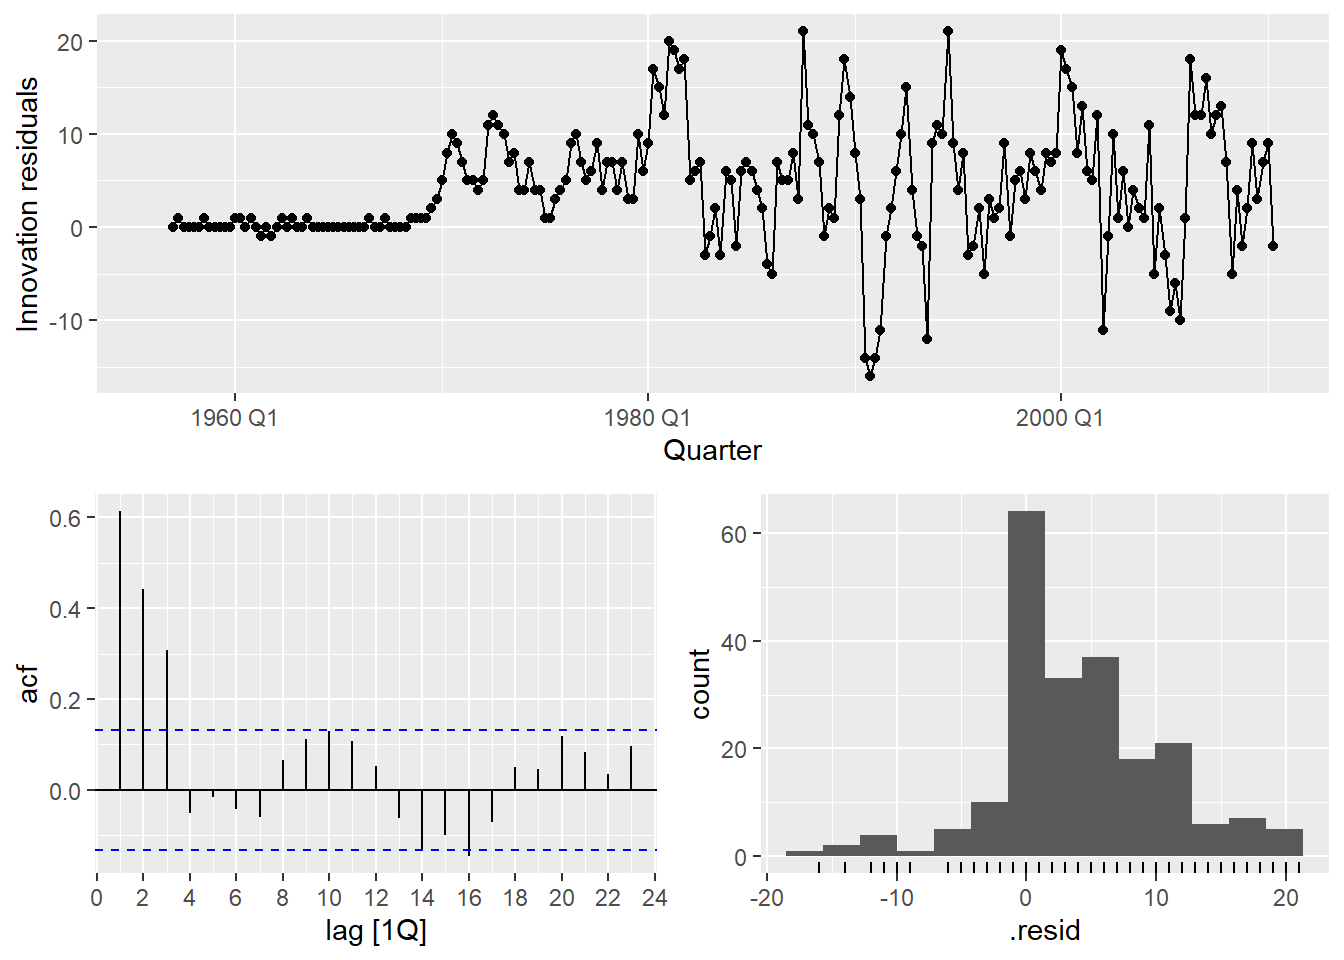 Innovation residuals
20
10
0
-10
1960 Q1 1980 Q1 2000 Q1
Quarter
acf
0.6
0.4
0.2
0.0
0 2 4 6 8 10 12 14 16 18 20 22 24
lag [1Q]
count
60
40
20
0
-20 -10 0 10 20
.resid